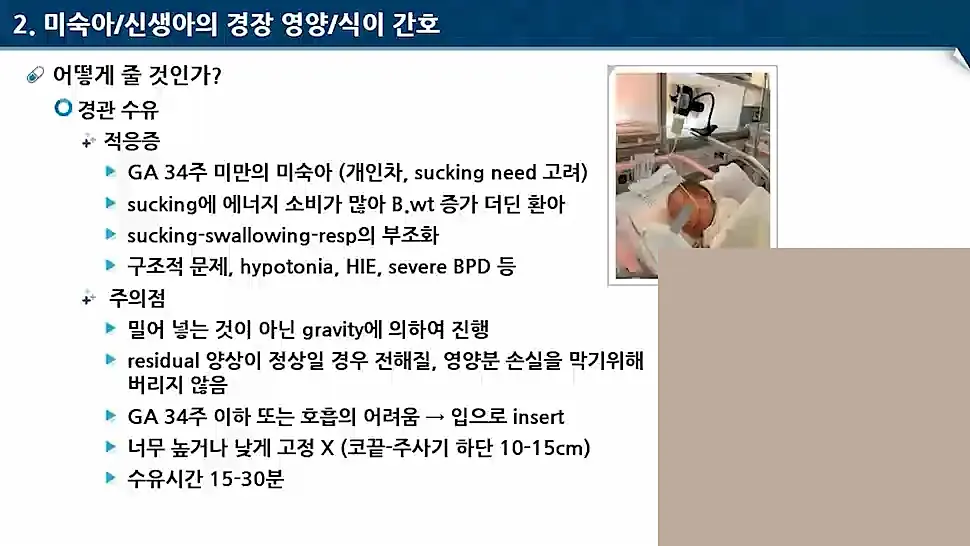 2. 미숙아/신생아의 경장 영양/식이 간호
어떻게 줄 것인가?
경관 수유
적응증
GA 34주 미만의 미숙아 (개인차, sucking need 고려)
sucking에 에너지 소비가 많아 B.wt 증가 더딘 환아
sucking-swallowing-resp의 부조화
구조적 문제, hypotonia, HIE, severe BPD 등
주의점
밀어 넣는 것이 아닌 gravity에 의하여 진행
residual 양상이 정상일 경우 전해질, 영양분 손실을 막기위해
버리지 않음
GA 34주 이하 또는 호흡의 어려움 → 입으로 insert
너무 높거나 낮게 고정 X (코끝-주사기 하단 10-15cm)
수유시간 15-30분